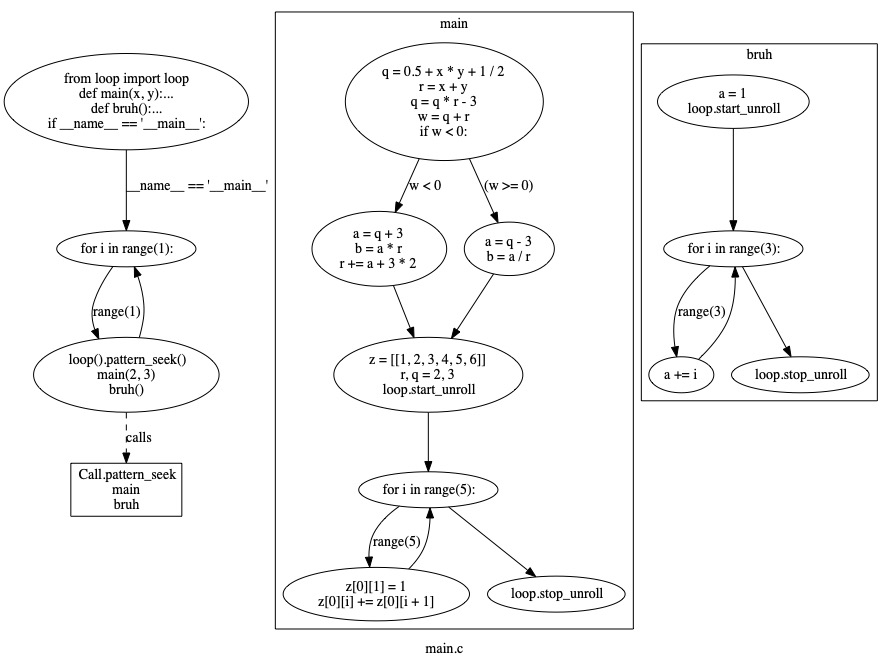 from loop import loop
def main(x, y):...
def bruh():...
if __name__ == '__main__':
__name__ == '__main__'
for i in range(1):
range(1)
loop().pattern_seek()
main(2, 3)
bruh()
calls
Call.pattern_seek
main
bruh
main
q = 0.5 + x * y + 1 / 2
r = x + y
q = q * r - 3
w = q + r
if w < 0:
w < 0
(w >= 0)
a = q + 3
b = a * r
r += a + 3 * 2
a = q - 3
b = a / r
z = [[1, 2, 3, 4, 5, 6]]
r, q = 2, 3
loop.start_unroll
for i in range(5):
range(5)
z[0][1] = 1
z[0][i] += z[0][i + 1]
loop.stop_unroll
bruh
a = 1
loop.start_unroll
for i in range(3):
range(3)
a += i
loop.stop_unroll
main.c